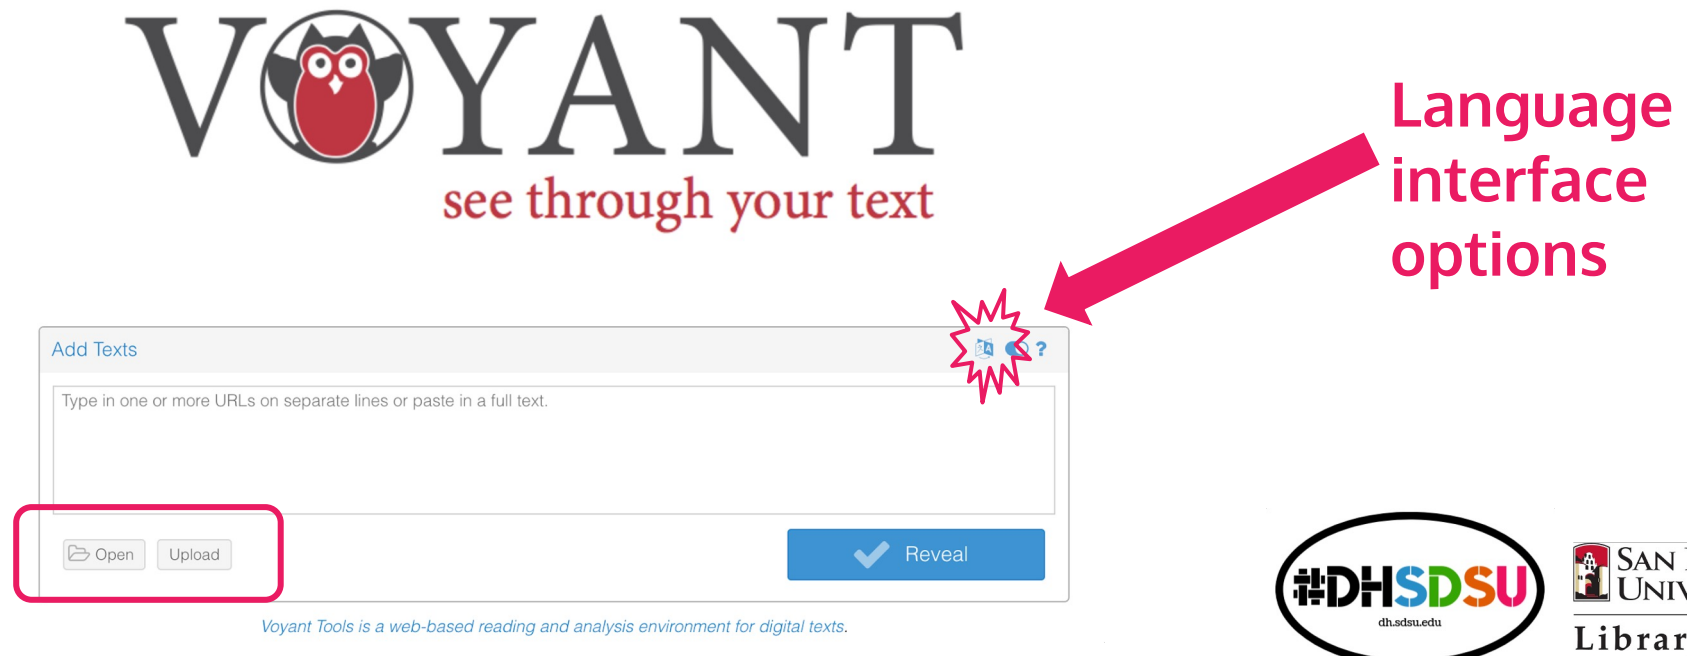 VOYANT
see through your text
Language
interface
options
Add Texts
?
Type in one or more URLs on separate lines or paste in a full text.
Open
Upload
Reveal
Voyant Tools is a web-based reading and analysis environment for digital texts.
#DHSDSU
dh.sdsu.edu
SAN
UNIV
Librar